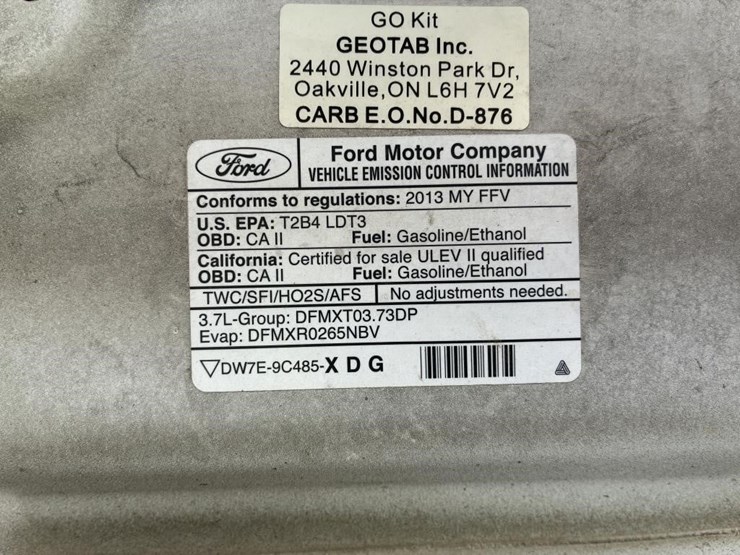 GO Kit
GEOTAB Inc.
2440 Winston Park Dr,
Oakville,ON L6H 7V2
CARB E.O.No.D-876
Ford
Ford Motor Company
VEHICLE EMISSION CONTROL INFORMATION
Conforms to regulations: 2013 MY FFV
U.S. EPA: T2B4 LDT3
OBD: CA II Fuel: Gasoline/Ethanol
California: Certified for sale ULEV II qualified
OBD: CA II Fuel: Gasoline/Ethanol
TWC/SFI/HO2S/AFS No adjustments needed.
3.7L-Group: DFMXT03.73DP
Evap: DFMXR0265NBV
DW7E-9C485-X D G